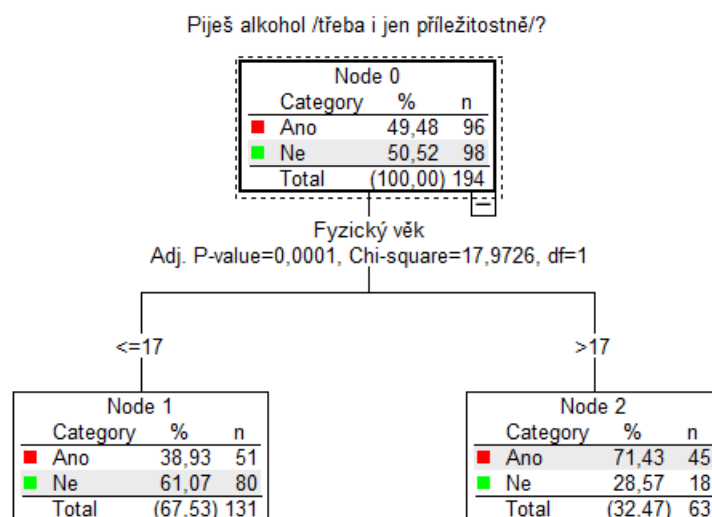 Piješ alkohol /třeba i jen příležitostně/?
Node 0
Category % n
Ano 49,48 96
Ne 50,52 98
Total (100,00) 194
Fyzický věk
Adj. P-value=0,0001, Chi-square=17,9726, df=1
<=17
>17
Node 1
Category % n
Ano 38,93 51
Ne 61,07 80
Total (67,53) 131
Node 2
Category % n
Ano 71,43 45
Ne 28,57 18
Total (32,47) 63